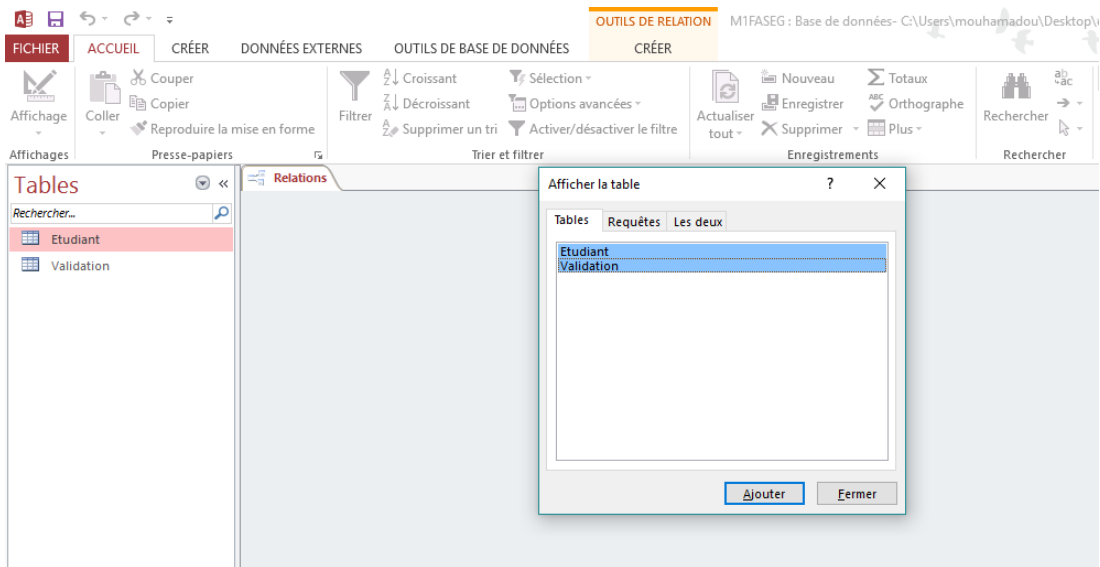 OUTILS DE RELATION M1FASEG : Base de données- C:\Users\mouhamadou\Desktop\
FICHIER ACCUEIL CRÉER DONNÉES EXTERNES OUTILS DE BASE DE DONNÉES CRÉER
Affichage
Coller
Couper
Copier
Reproduire la mise en forme
Filtrer
Croissant
Décroissant
Supprimer un tri
Sélection
Options avancées
Activer/désactiver le filtre
Actualiser
tout
Nouveau
Enregistrer
Supprimer
Totaux
Orthographe
Plus
Rechercher
Affichages Presse-papiers Trier et filtrer Enregistrements Rechercher
Tables
Rechercher...
Etudiant
Validation
Relations
Afficher la table ?
Tables Requêtes Les deux
Etudiant
Validation
Ajouter Fermer